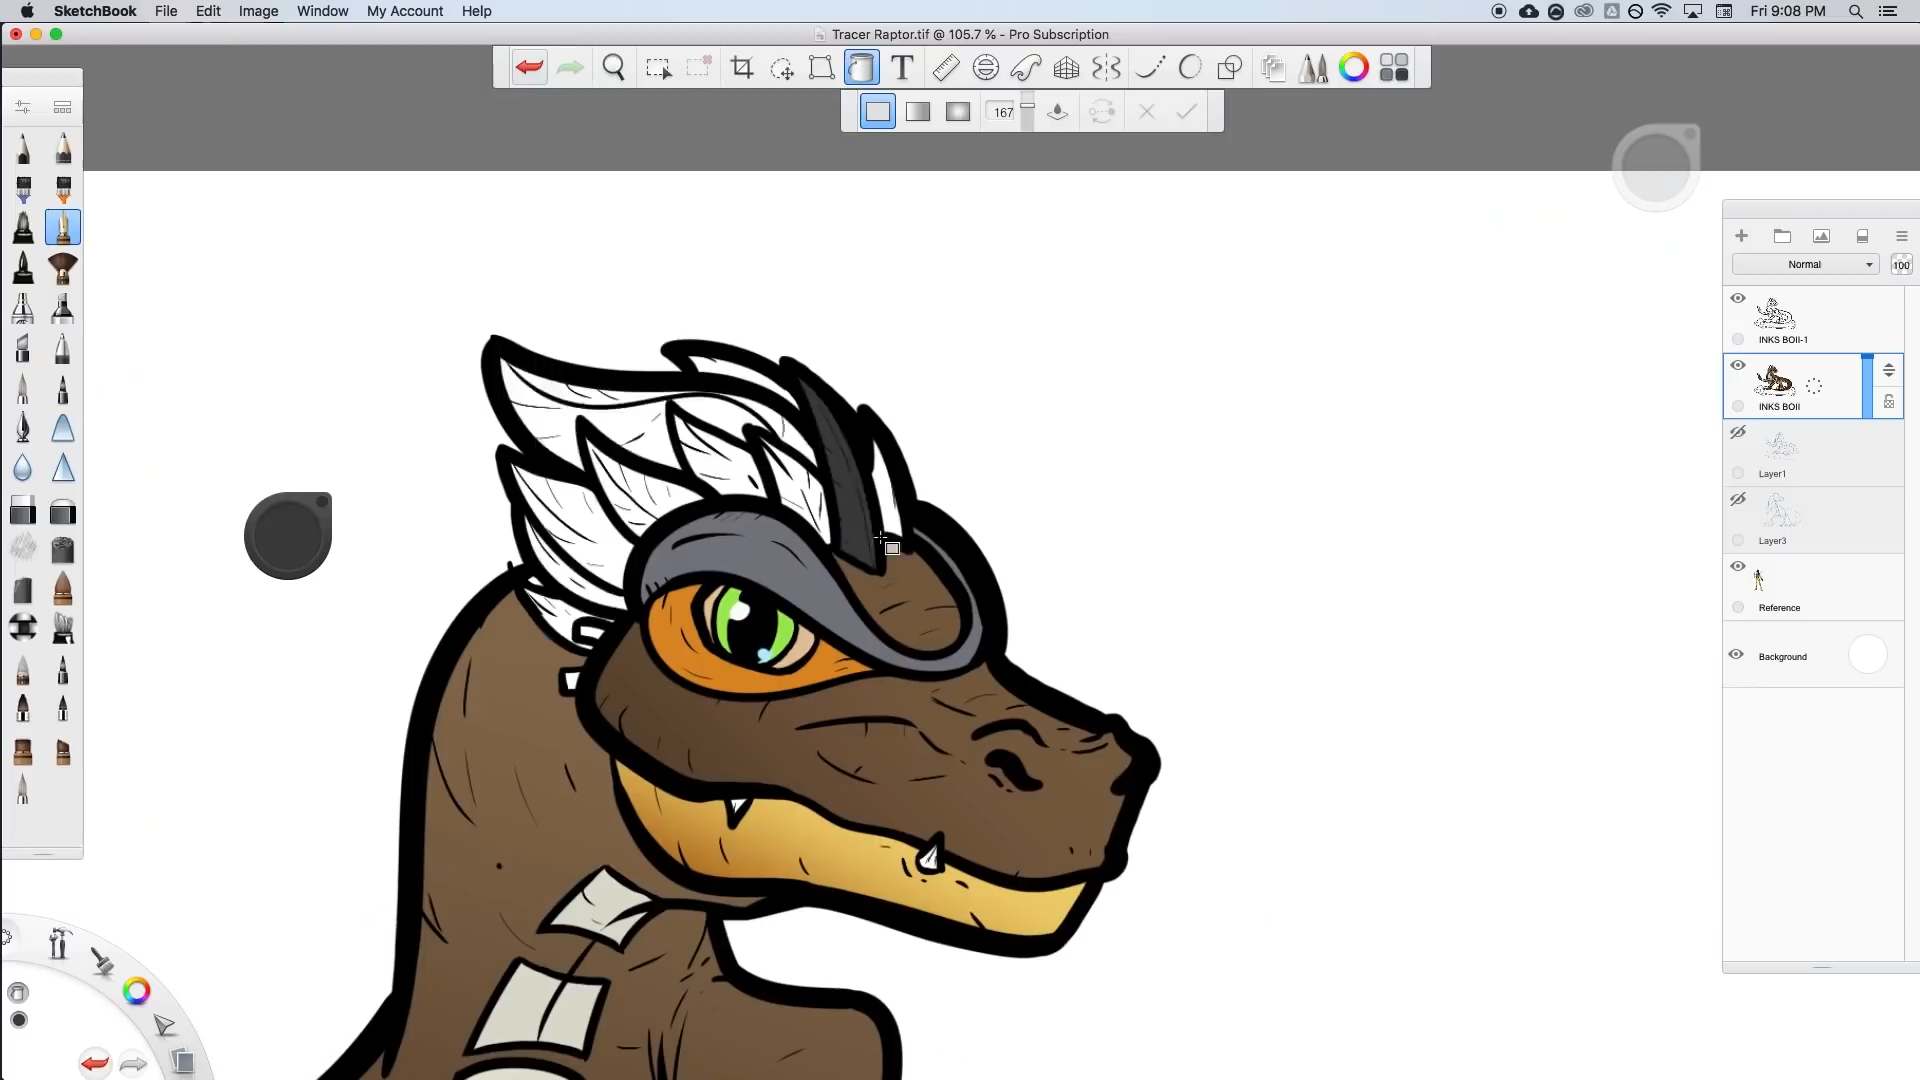 SketchBook File Edit Image Window My Account Help Fri 9:08 PM
Tracer Raptor.tif @ 105.7 % - Pro Subscription
T
167
Normal 100
INKS BOII-1
INKS BOII
Layer1
Layer3
Reference
Background